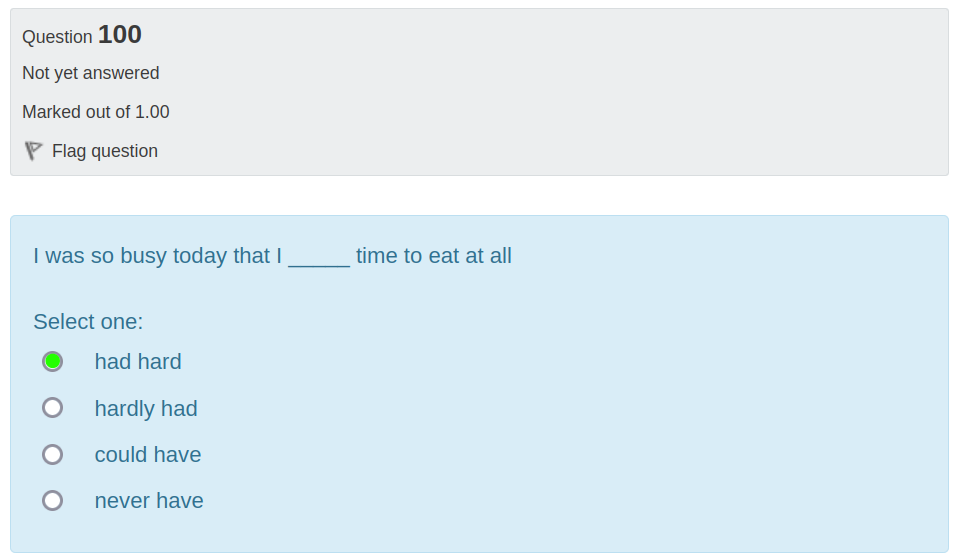 Question 100
Not yet answered
Marked out of 1.00
Flag question
I was so busy today that I _____ time to eat at all
Select one:
had hard
hardly had
could have
never have